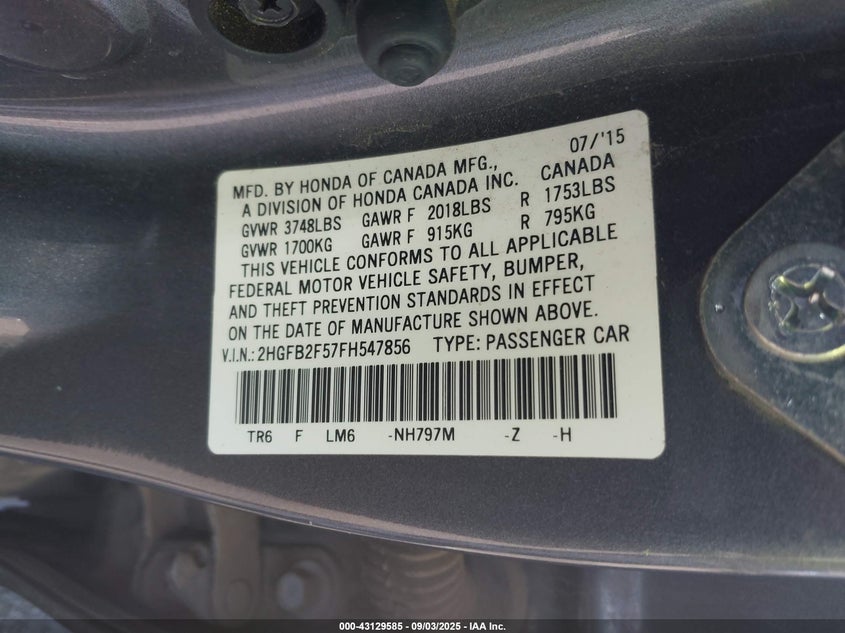 07/'15
MFD. BY HONDA OF CANADA MFG., CANADA
A DIVISION OF HONDA CANADA INC.
GVWR 3748LBS GAWR F 2018LBS R 1753LBS
GVWR 1700KG GAWR F 915KG R 795KG
THIS VEHICLE CONFORMS TO ALL APPLICABLE
FEDERAL MOTOR VEHICLE SAFETY, BUMPER,
AND THEFT PREVENTION STANDARDS IN EFFECT
ON THE DATE OF MANUFACTURE SHOWN ABOVE.
V.I.N.: 2HGFB2F57FH547856 TYPE: PASSENGER CAR
TR6 F LM6 -NH797M -Z -H
000-43129585 - 09/03/2025 - IAA Inc.